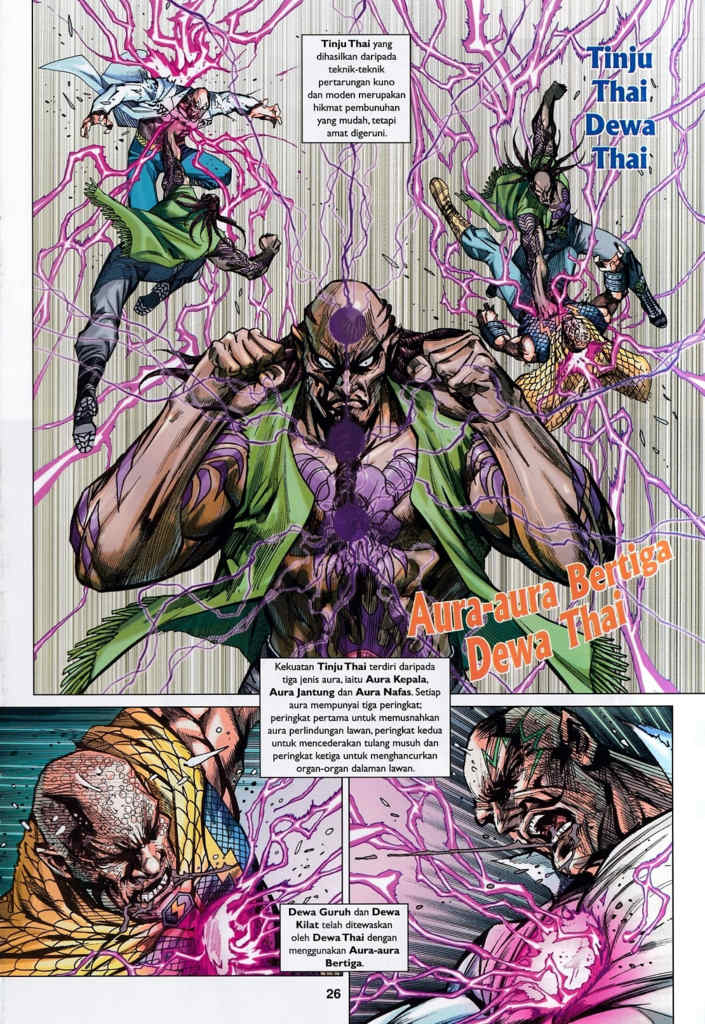 Tinju Thai yang
dihasilkan daripada
teknik-teknik
pertarungan kuno
dan moden merupakan
hikmat pembunuhan
yang mudah, tetapi
amat digeruni.
Tinju
Thai
Dewa
Thai
Aura-aura Bertiga
Dewa Thai
Kekuatan Tinju Thai terdiri daripada
tiga jenis aura, iaitu Aura Kepala,
Aura Jantung dan Aura Nafas. Setiap
aura mempunyai tiga peringkat;
peringkat pertama untuk memusnahkan
aura perlindungan lawan, peringkat kedua
untuk mencederakan tulang musuh dan
peringkat ketiga untuk menghancurkan
organ-organ dalaman lawan.
Dewa Guruh dan Dewa
Kilat telah ditewaskan
oleh Dewa Thai dengan
menggunakan Aura-aura
Bertiga.
26